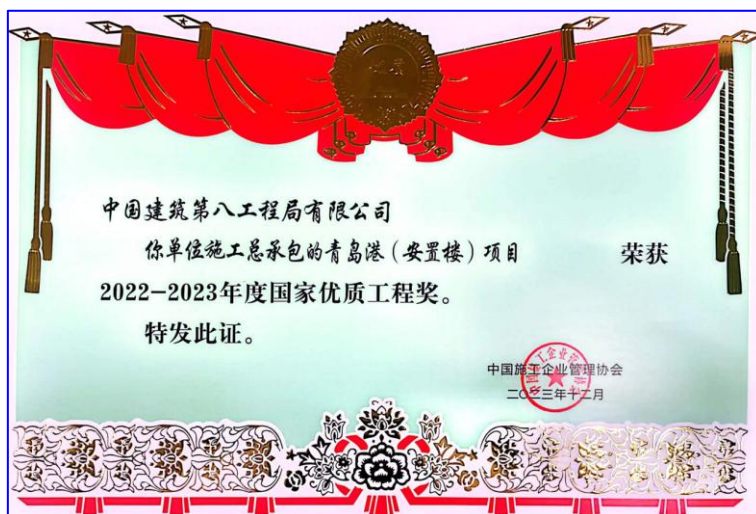 中国建筑第八工程局有限公司
你单位施工总承包的青岛港(安置楼)项目 荣获
2022-2023年度国家优质工程奖。
特发此证。
中国施工企业管理协会
二〇二三年十二月